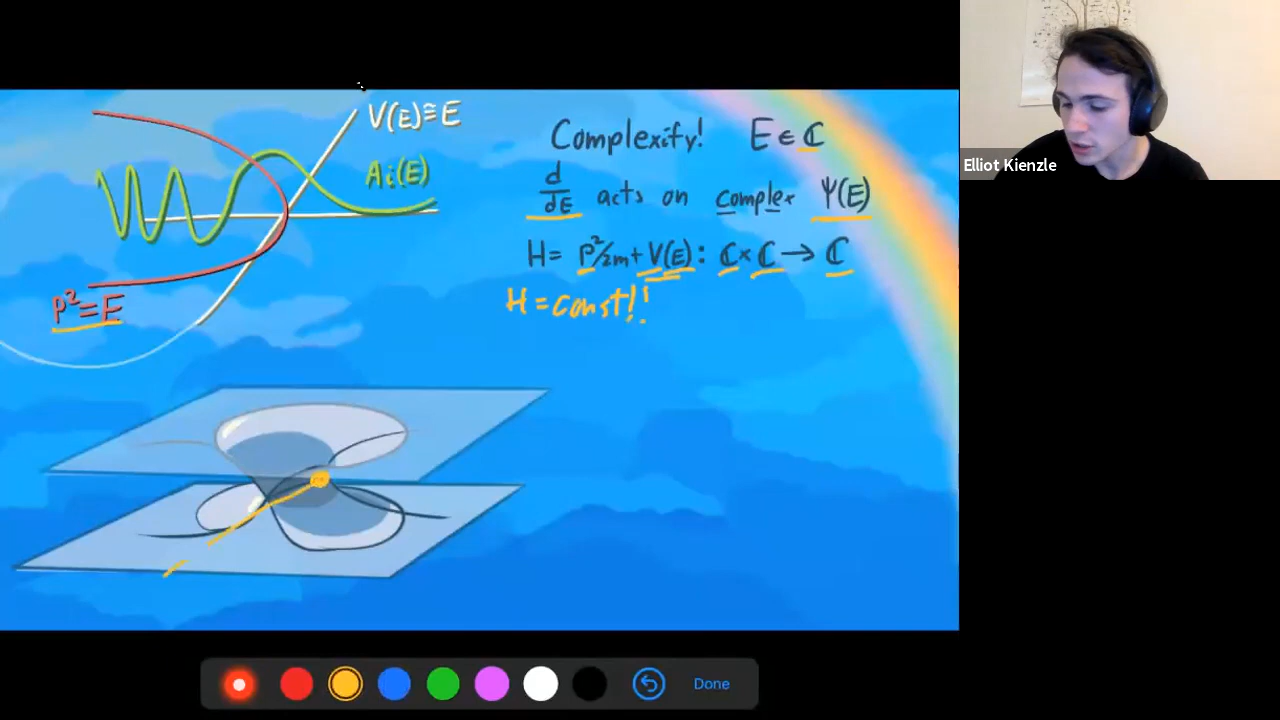 V(E)≅E
Ai(E)
p²=E
Complexify! E ∈ ℂ
d/dE acts on complex Ψ(E)
H = p²/2m + V(E): ℂ × ℂ → ℂ
H = const!!
Elliot Kienzle
Done